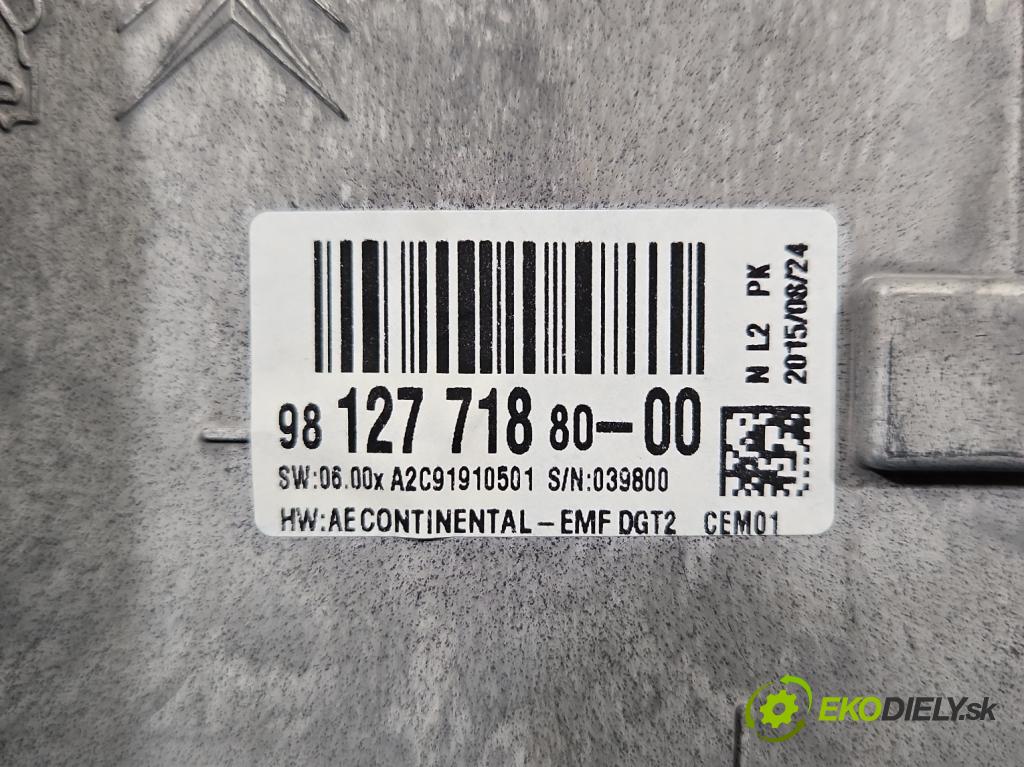 98 127 718 80-00
SW:06.00x A2C91910501 S/N:039800
HW:AE CONTINENTAL-EMF DGT2 CEM01
N L2 PK
2015/08/24
EKODIELY.sk